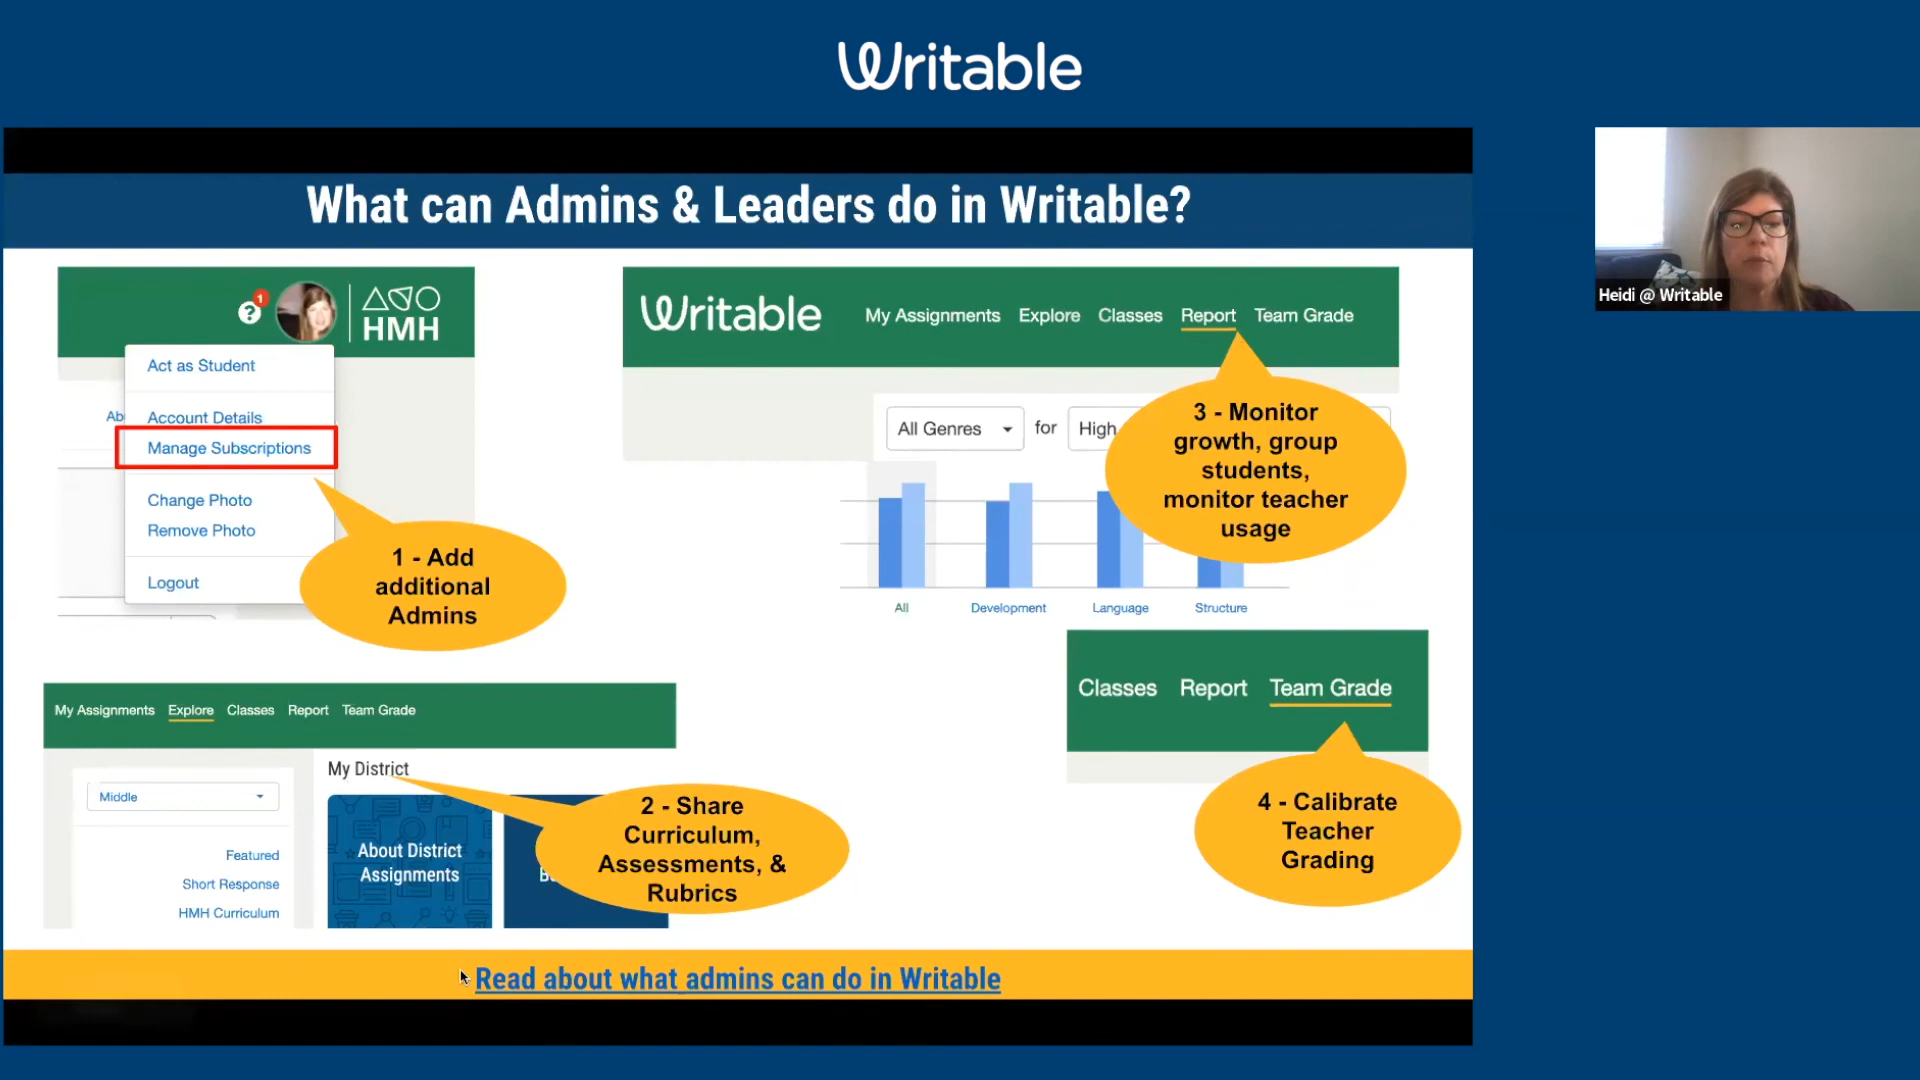 Writable
What can Admins & Leaders do in Writable?
1
?
HMH
Act as Student
Account Details
Manage Subscriptions
Change Photo
Remove Photo
Logout
1 - Add
additional
Admins
Writable
My Assignments Explore Classes Report Team Grade
All Genres for High
3 - Monitor
growth, group
students,
monitor teacher
usage
All Development Language Structure
My Assignments Explore Classes Report Team Grade
Middle
Featured
Short Response
HMH Curriculum
My District
About District
Assignments
2 - Share
Curriculum,
Assessments, &
Rubrics
Classes Report Team Grade
4 - Calibrate
Teacher
Grading
Read about what admins can do in Writable
Heidi @ Writable